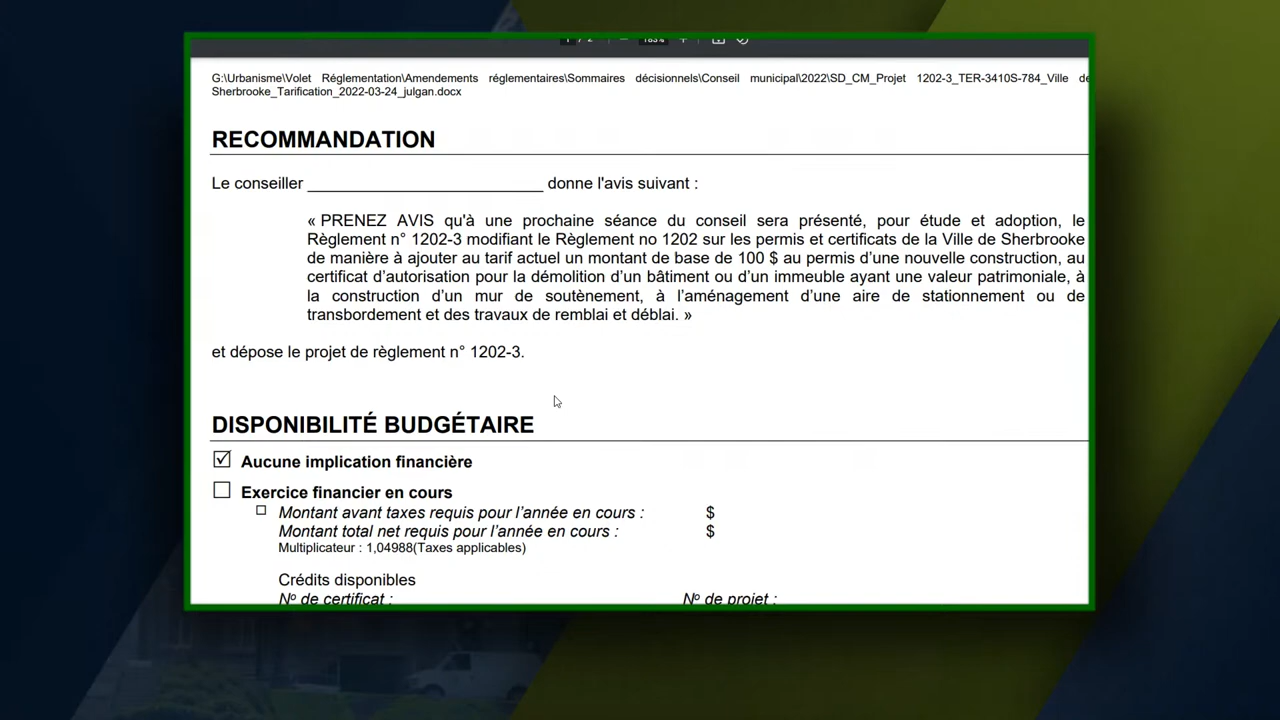 183%
G:\Urbanisme\Volet Réglementation\Amendements réglementaires\Sommaires décisionnels\Conseil municipal\2022\SD_CM_Projet 1202-3_TER-3410S-784_Ville de
Sherbrooke_Tarification_2022-03-24_julgan.docx
RECOMMANDATION
Le conseiller __________________________ donne l'avis suivant :
« PRENEZ AVIS qu'à une prochaine séance du conseil sera présenté, pour étude et adoption, le
Règlement n° 1202-3 modifiant le Règlement no 1202 sur les permis et certificats de la Ville de Sherbrooke
de manière à ajouter au tarif actuel un montant de base de 100 $ au permis d’une nouvelle construction, au
certificat d’autorisation pour la démolition d’un bâtiment ou d’un immeuble ayant une valeur patrimoniale, à
la construction d’un mur de soutènement, à l’aménagement d’une aire de stationnement ou de
transbordement et des travaux de remblai et déblai. »
et dépose le projet de règlement n° 1202-3.
DISPONIBILITÉ BUDGÉTAIRE
☑ Aucune implication financière
☐ Exercice financier en cours
☐ Montant avant taxes requis pour l’année en cours : $
Montant total net requis pour l’année en cours : $
Multiplicateur : 1,04988(Taxes applicables)
Crédits disponibles
Nº de certificat : Nº de projet :